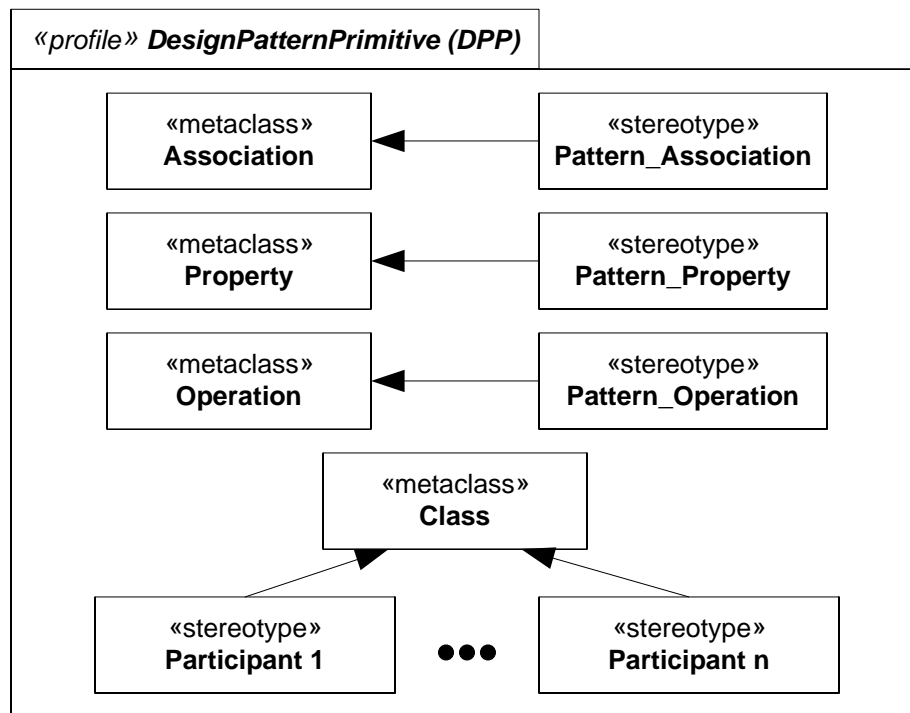 «profile» DesignPatternPrimitive (DPP)
«metaclass»
Association
«stereotype»
Pattern_Association
«metaclass»
Property
«stereotype»
Pattern_Property
«metaclass»
Operation
«stereotype»
Pattern_Operation
«metaclass»
Class
«stereotype»
Participant 1
«stereotype»
Participant n